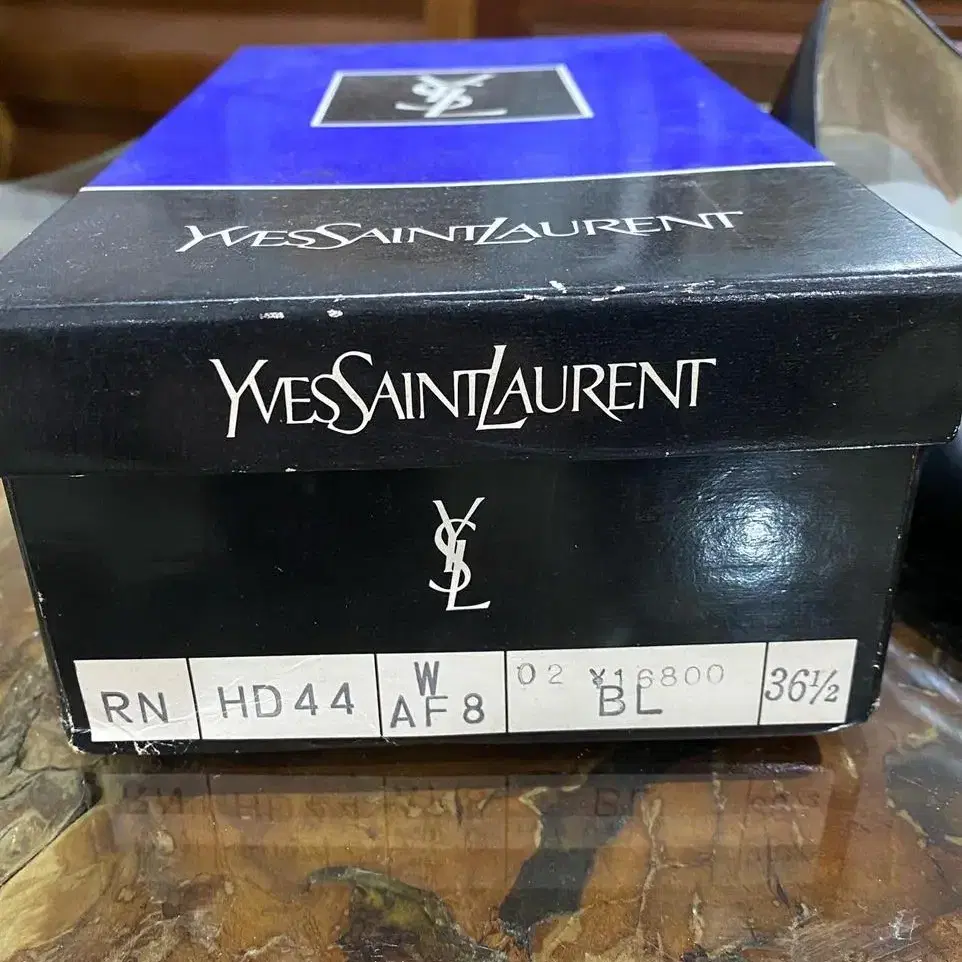 YSL
YVESSAINTLAURENT
YVESSAINTLAURENT
YSL
RN HD44 W AF8 02 ¥16800 BL 36½